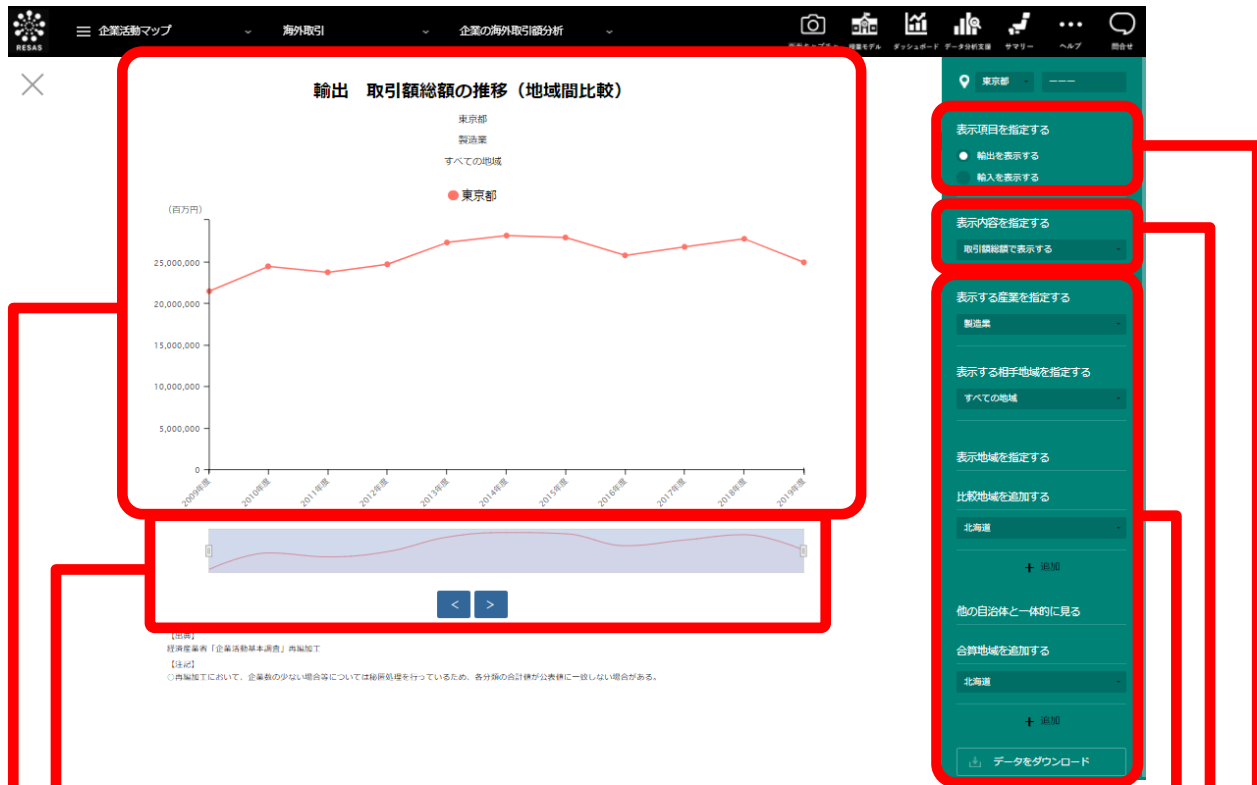 RESAS
企業活動マップ
海外取引
企業の海外取引額分析
ダッシュボード
データ分析支援
サマリー
ヘルプ
問合せ
輸出 取引額総額の推移（地域間比較）
東京都
製造業
すべての地域
東京都
（百万円）
25,000,000
20,000,000
15,000,000
10,000,000
5,000,000
0
2009年度
2010年度
2011年度
2012年度
2013年度
2014年度
2015年度
2016年度
2017年度
2018年度
2019年度
<
>
【出典】
経済産業省「企業活動基本調査」再編加工
【注記】
○再編加工において、企業数の少ない場合等については秘匿処理を行っているため、各分類の合計値が公表値に一致しない場合がある。
東京都
---
表示項目を指定する
輸出を表示する
輸入を表示する
表示内容を指定する
取引額総額で表示する
表示する産業を指定する
製造業
表示する相手地域を指定する
すべての地域
表示地域を指定する
比較地域を追加する
北海道
+ 追加
他の自治体と一体的に見る
合算地域を追加する
北海道
+ 追加
データをダウンロード